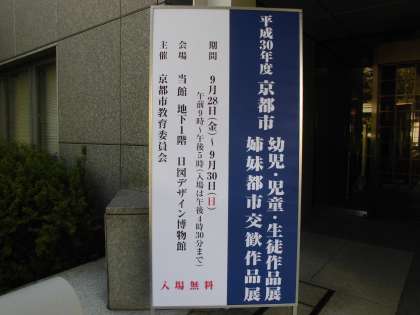 平成30年度 京都市 幼児・児童・生徒作品展
姉妹都市交歓作品展
期間 9月28日(金)～9月30日(日)
午前9時～午後5時(入場は午後4時30分まで)
会場 当館 地下1階 日図デザイン博物館
主催 京都市教育委員会
入場無料